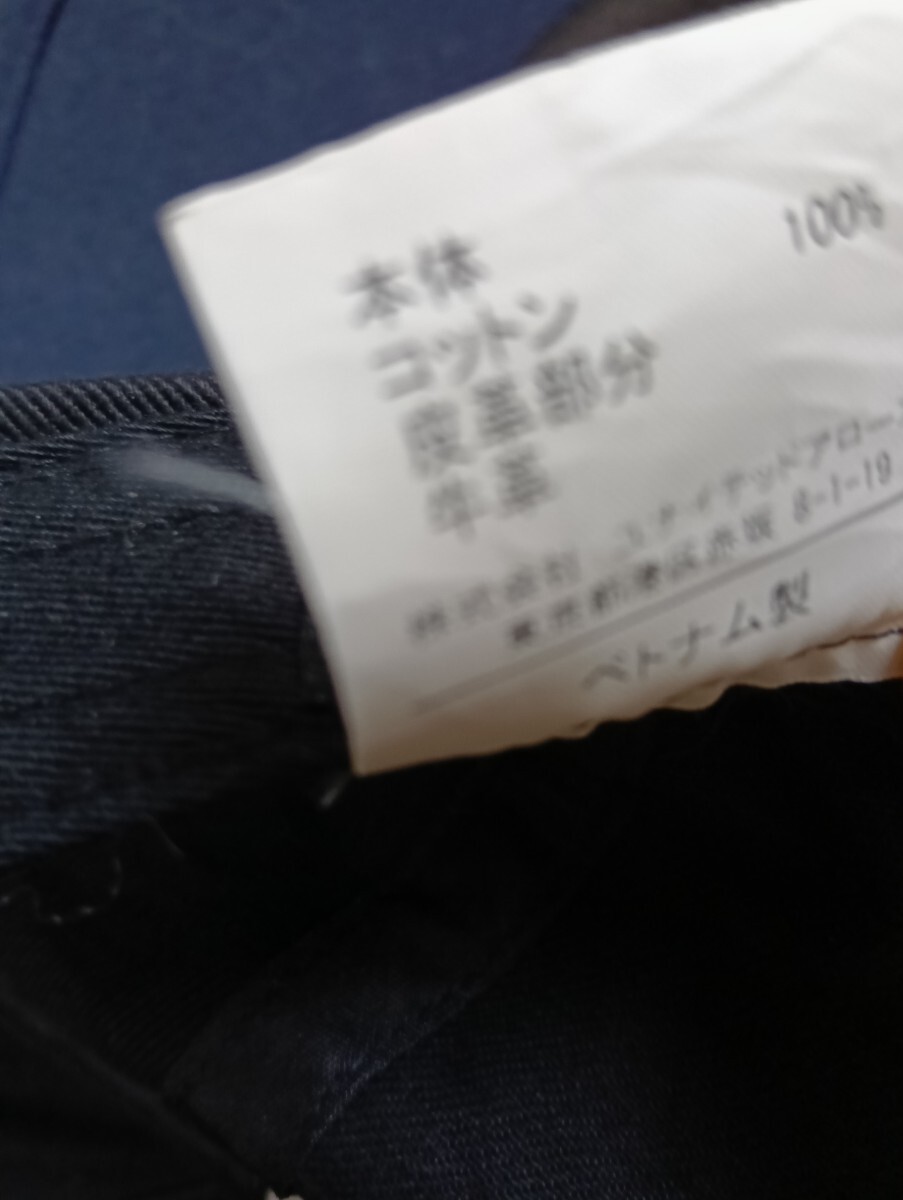 本体
コットン 100%
皮革部分
牛革
株式会社 ユナイテッドアローズ
東京都港区赤坂 8-1-19
ベトナム製